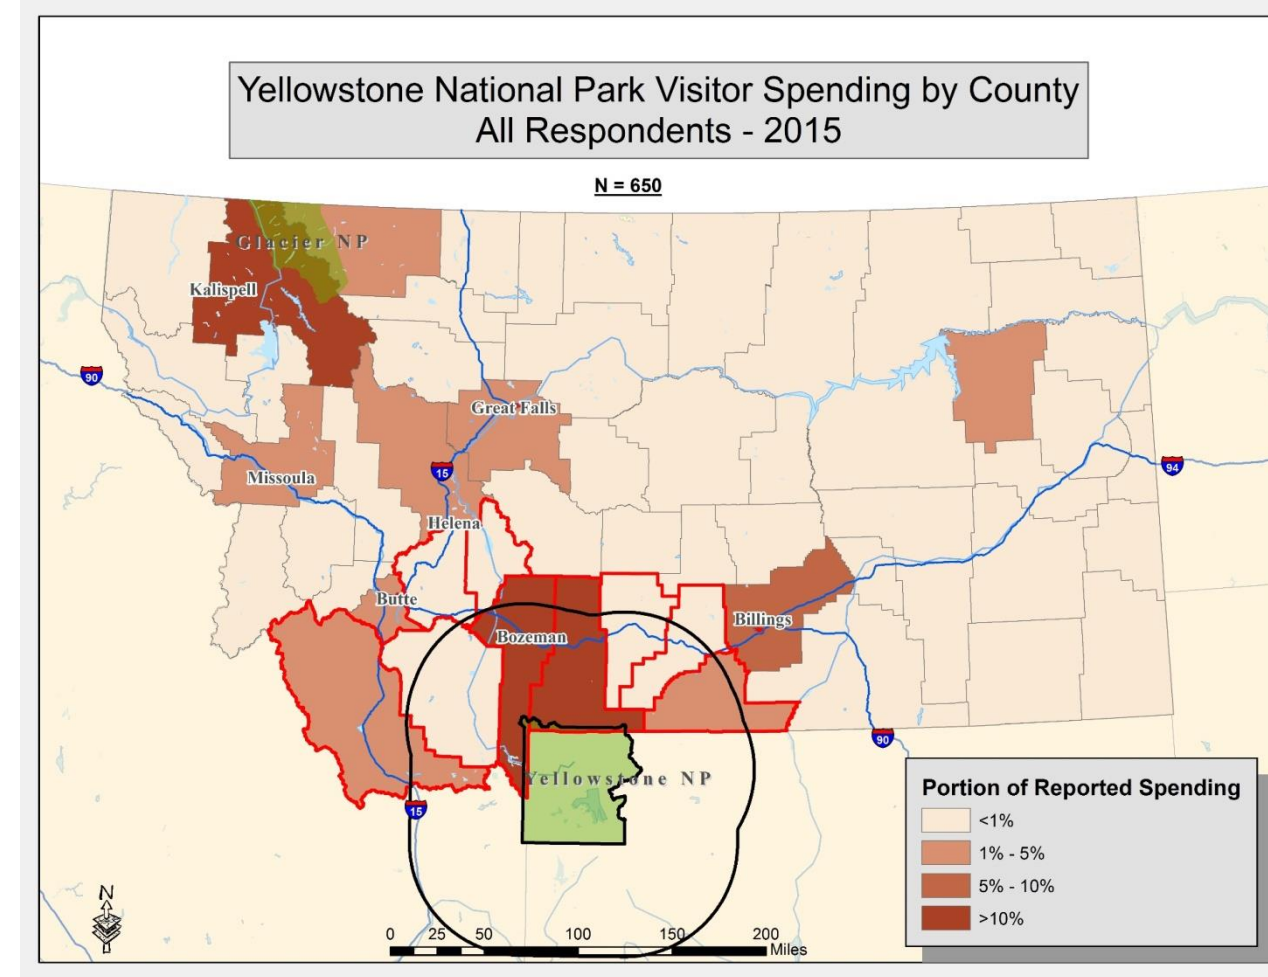 Yellowstone National Park Visitor Spending by County
All Respondents - 2015
N = 650
Glacier NP
Kalispell
90
Great Falls
15
94
Missoula
Helena
Butte
Billings
Bozeman
90
Yellowstone NP
15
Portion of Reported Spending
<1%
1% - 5%
5% - 10%
>10%
N
0 25 50 100 150 200
Miles